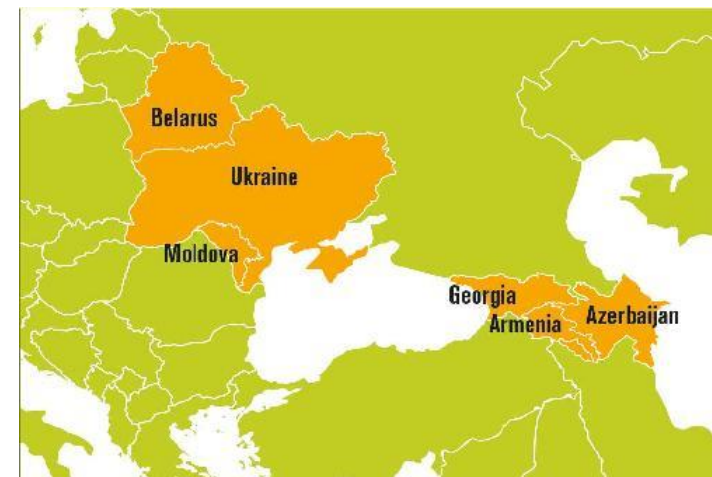 Belarus
Ukraine
Moldova
Georgia
Armenia
Azerbaijan